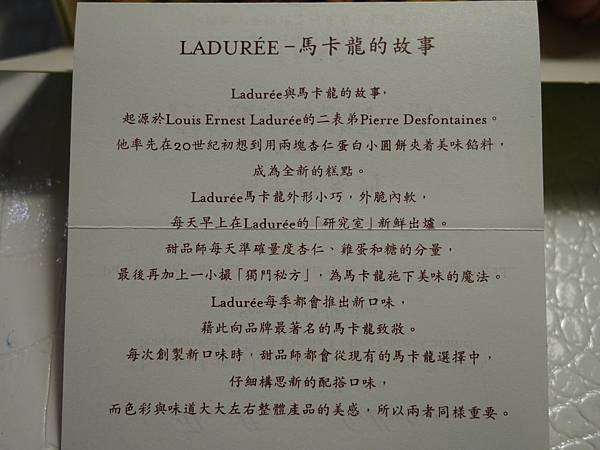 LADURÉE－馬卡龍的故事
Ladurée與馬卡龍的故事，
起源於Louis Ernest Ladurée的二表弟Pierre Desfontaines。
他率先在20世紀初想到用兩塊杏仁蛋白小圓餅夾着美味餡料，
成為全新的糕點。
Ladurée馬卡龍外形小巧，外脆內軟，
每天早上在Ladurée的「研究室」新鮮出爐。
甜品師每天準確量度杏仁、雞蛋和糖的分量，
最後再加上一小撮「獨門秘方」，為馬卡龍施下美味的魔法。
Ladurée每季都會推出新口味，
藉此向品牌最著名的馬卡龍致敬。
每次創製新口味時，甜品師都會從現有的馬卡龍選擇中，
仔細構思新的配搭口味，
而色彩與味道大大左右整體產品的美感，所以兩者同樣重要。